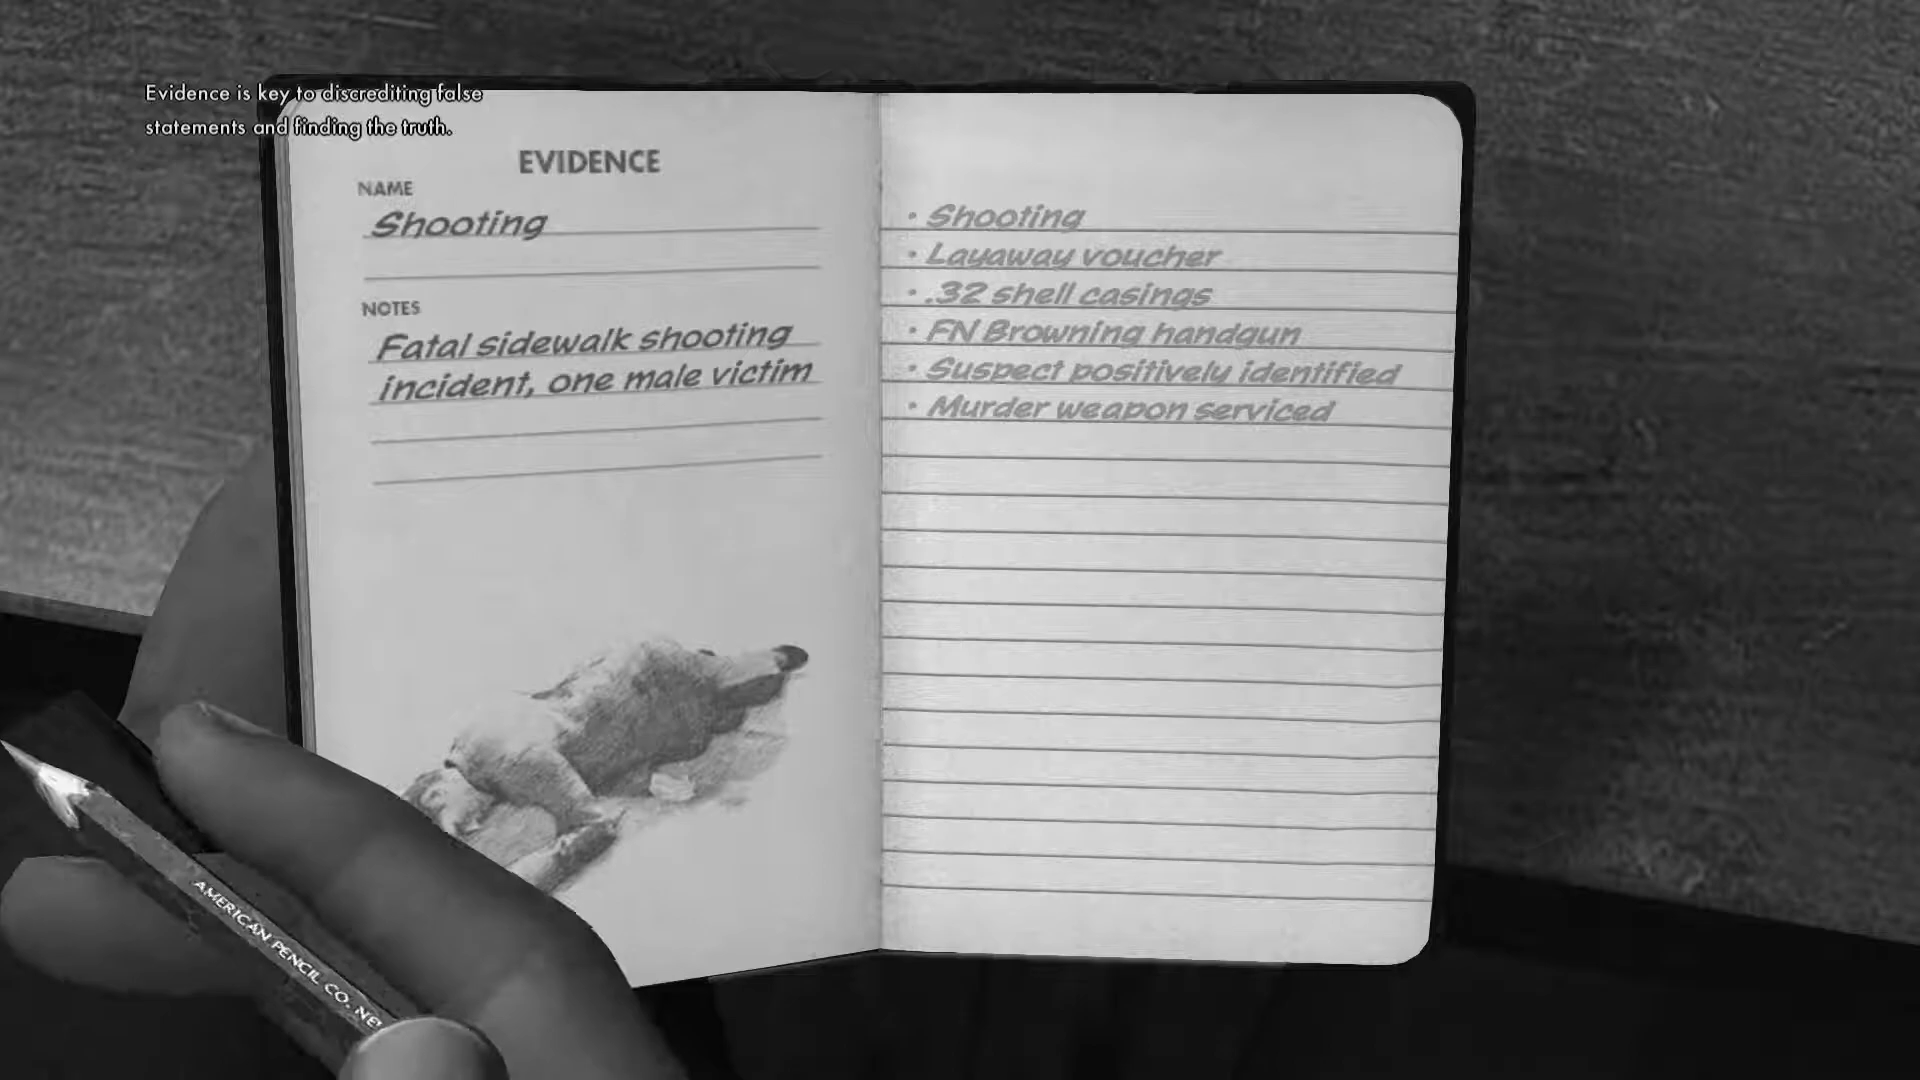 Evidence is key to discrediting false
statements and finding the truth.
EVIDENCE
NAME
Shooting
NOTES
Fatal sidewalk shooting
incident, one male victim
• Shooting
• Layaway voucher
• .32 shell casings
• FN Browning handgun
• Suspect positively identified
• Murder weapon serviced
AMERICAN PENCIL CO. NE